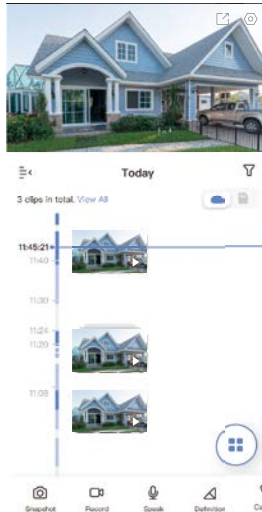 Today
3 clips in total. View All
11:45:21
11:40
11:30
11:24
11:20
11:08
Snapshot
Record
Speak
Definition